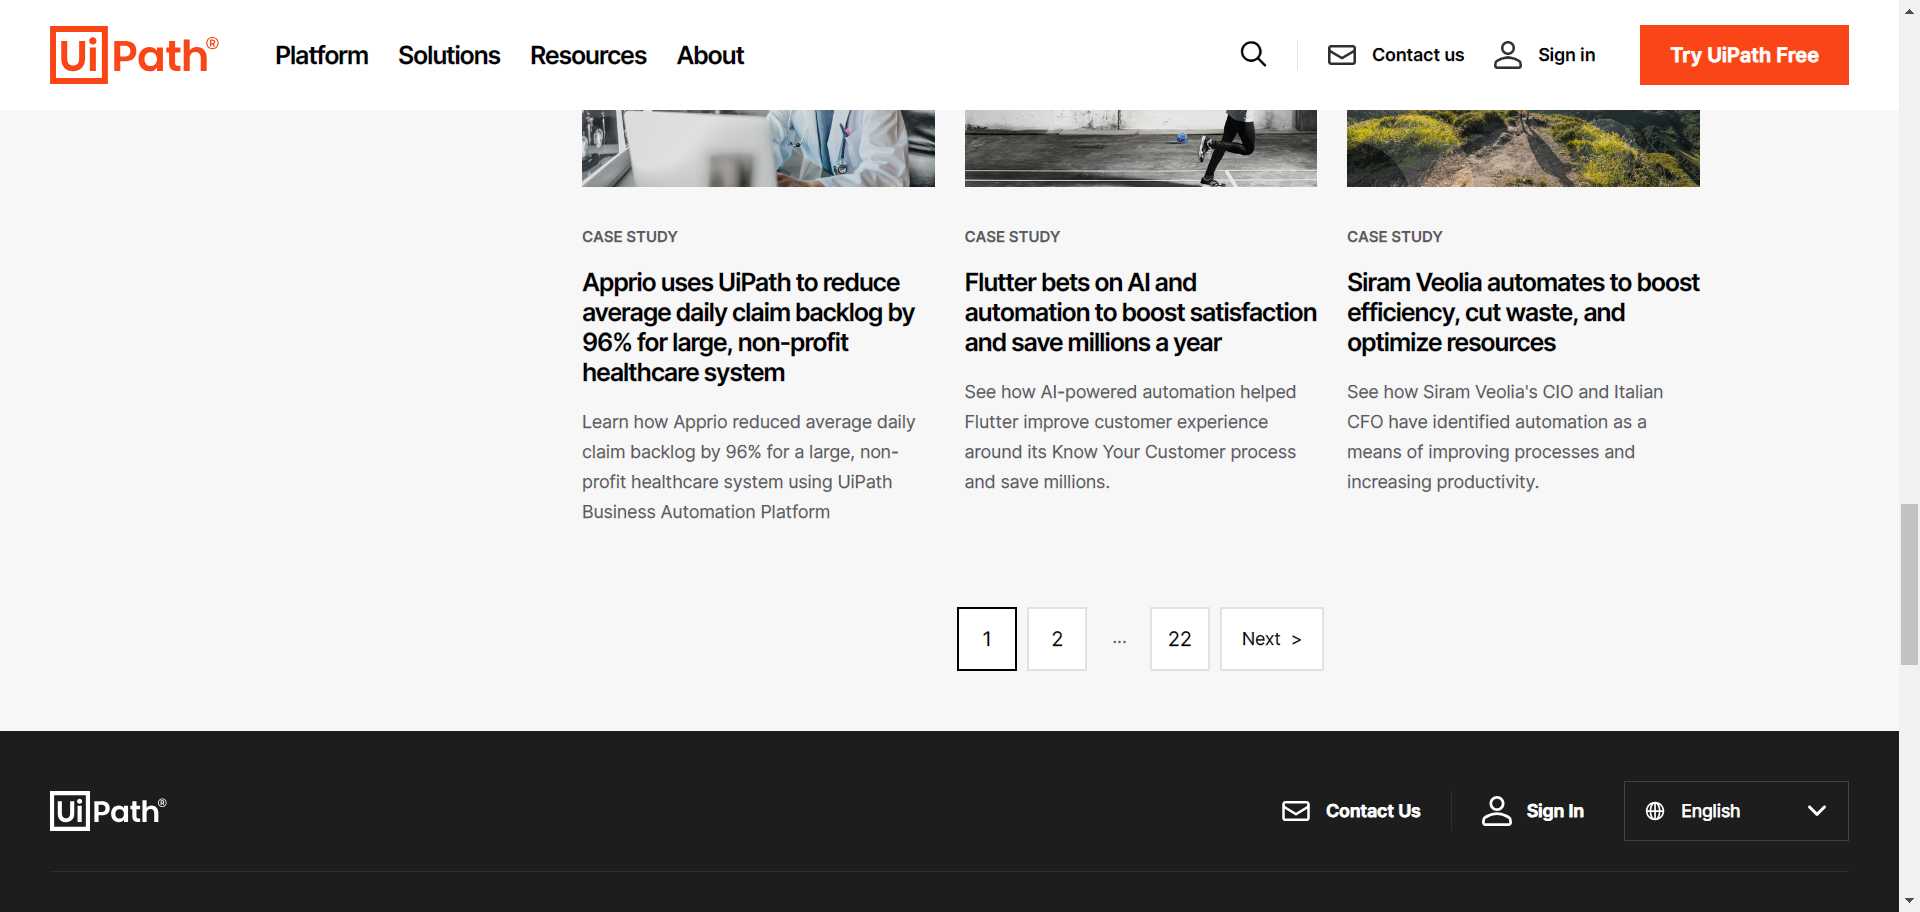 UiPath®
Platform
Solutions
Resources
About
Contact us
Sign in
Try UiPath Free
CASE STUDY
Apprio uses UiPath to reduce
average daily claim backlog by
96% for large, non-profit
healthcare system
Learn how Apprio reduced average daily
claim backlog by 96% for a large, non-
profit healthcare system using UiPath
Business Automation Platform
CASE STUDY
Flutter bets on AI and
automation to boost satisfaction
and save millions a year
See how AI-powered automation helped
Flutter improve customer experience
around its Know Your Customer process
and save millions.
CASE STUDY
Siram Veolia automates to boost
efficiency, cut waste, and
optimize resources
See how Siram Veolia's CIO and Italian
CFO have identified automation as a
means of improving processes and
increasing productivity.
1
2
...
22
Next >
UiPath®
Contact Us
Sign In
English